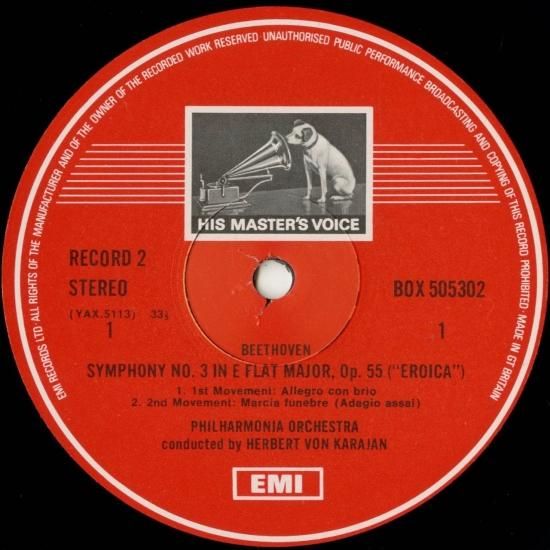 EMI RECORDS LTD · ALL RIGHTS OF THE MANUFACTURER AND OF THE OWNER OF THE RECORDED WORK RESERVED · UNAUTHORISED PUBLIC PERFORMANCE BROADCASTING AND COPYING OF THIS RECORD PROHIBITED · MADE IN GT BRITAIN
HIS MASTER'S VOICE
RECORD 2
STEREO
BOX 505302
(YAX.5113) 33⅓
1
1
BEETHOVEN
SYMPHONY NO. 3 IN E FLAT MAJOR, Op. 55 ("EROICA")
1. 1st Movement: Allegro con brio
2. 2nd Movement: Marcia funebre (Adagio assai)
PHILHARMONIA ORCHESTRA
conducted by HERBERT VON KARAJAN
EMI